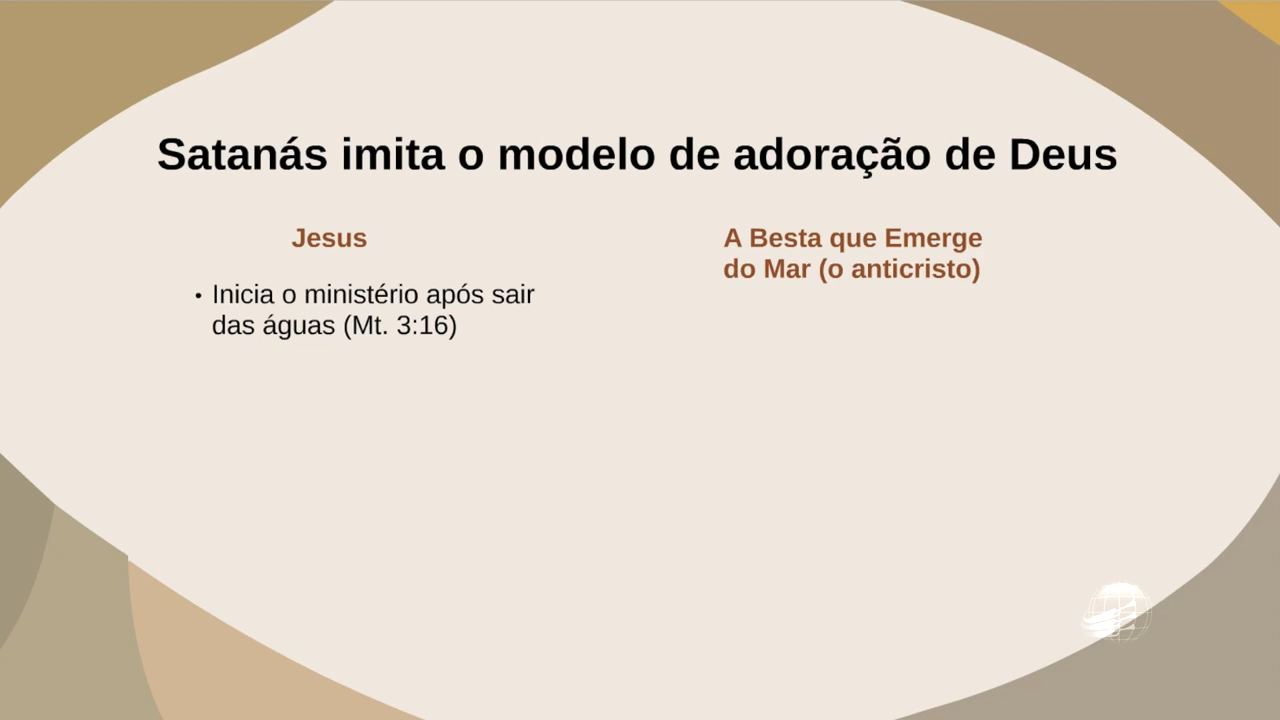 Satanás imita o modelo de adoração de Deus
Jesus
• Inicia o ministério após sair
das águas (Mt. 3:16)
A Besta que Emerge
do Mar (o anticristo)